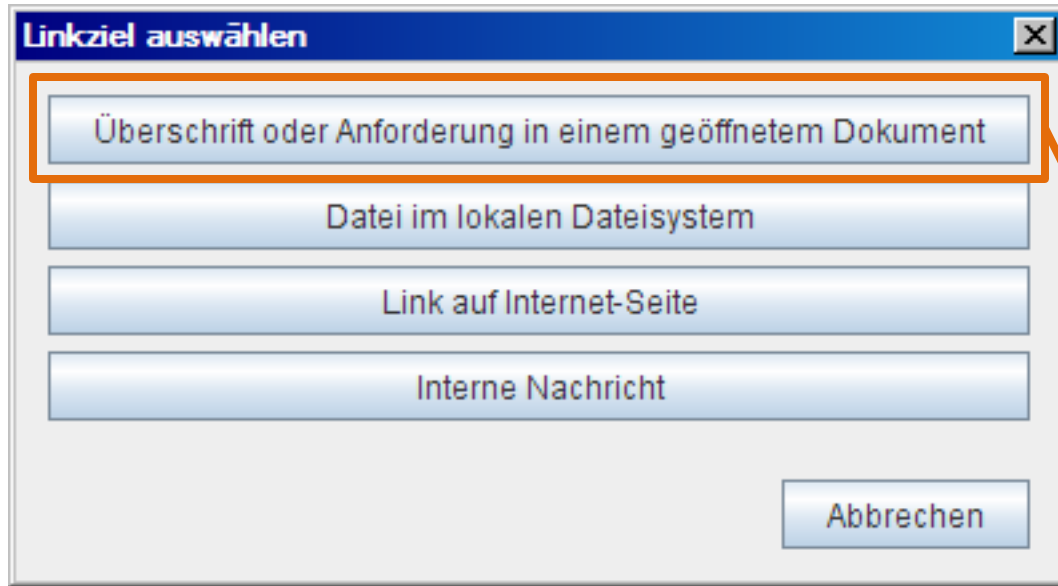 Linkziel auswählen
Überschrift oder Anforderung in einem geöffnetem Dokument
Datei im lokalen Dateisystem
Link auf Internet-Seite
Interne Nachricht
Abbrechen